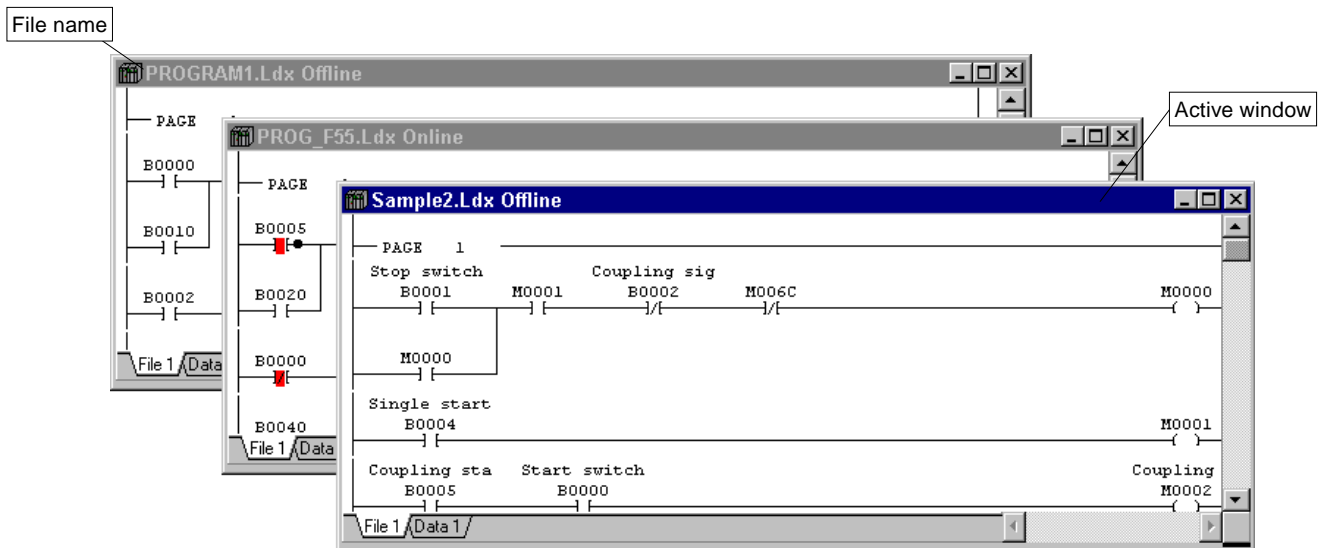 File name
PROGRAM1.Ldx Offline
Active window
PAGE
PROG_F55.Ldx Online
B0000
PAGE
Sample2.Ldx Offline
B0010
B0005
PAGE 1
Stop switch Coupling sig
B0002
B0020
B0001 M0001 B0002 M006C M0000
File 1 Data
B0000
M0000
Single start
B0040
B0004 M0001
File 1 Data
Coupling sta Start switch Coupling
B0005 B0000 M0002
File 1 Data 1